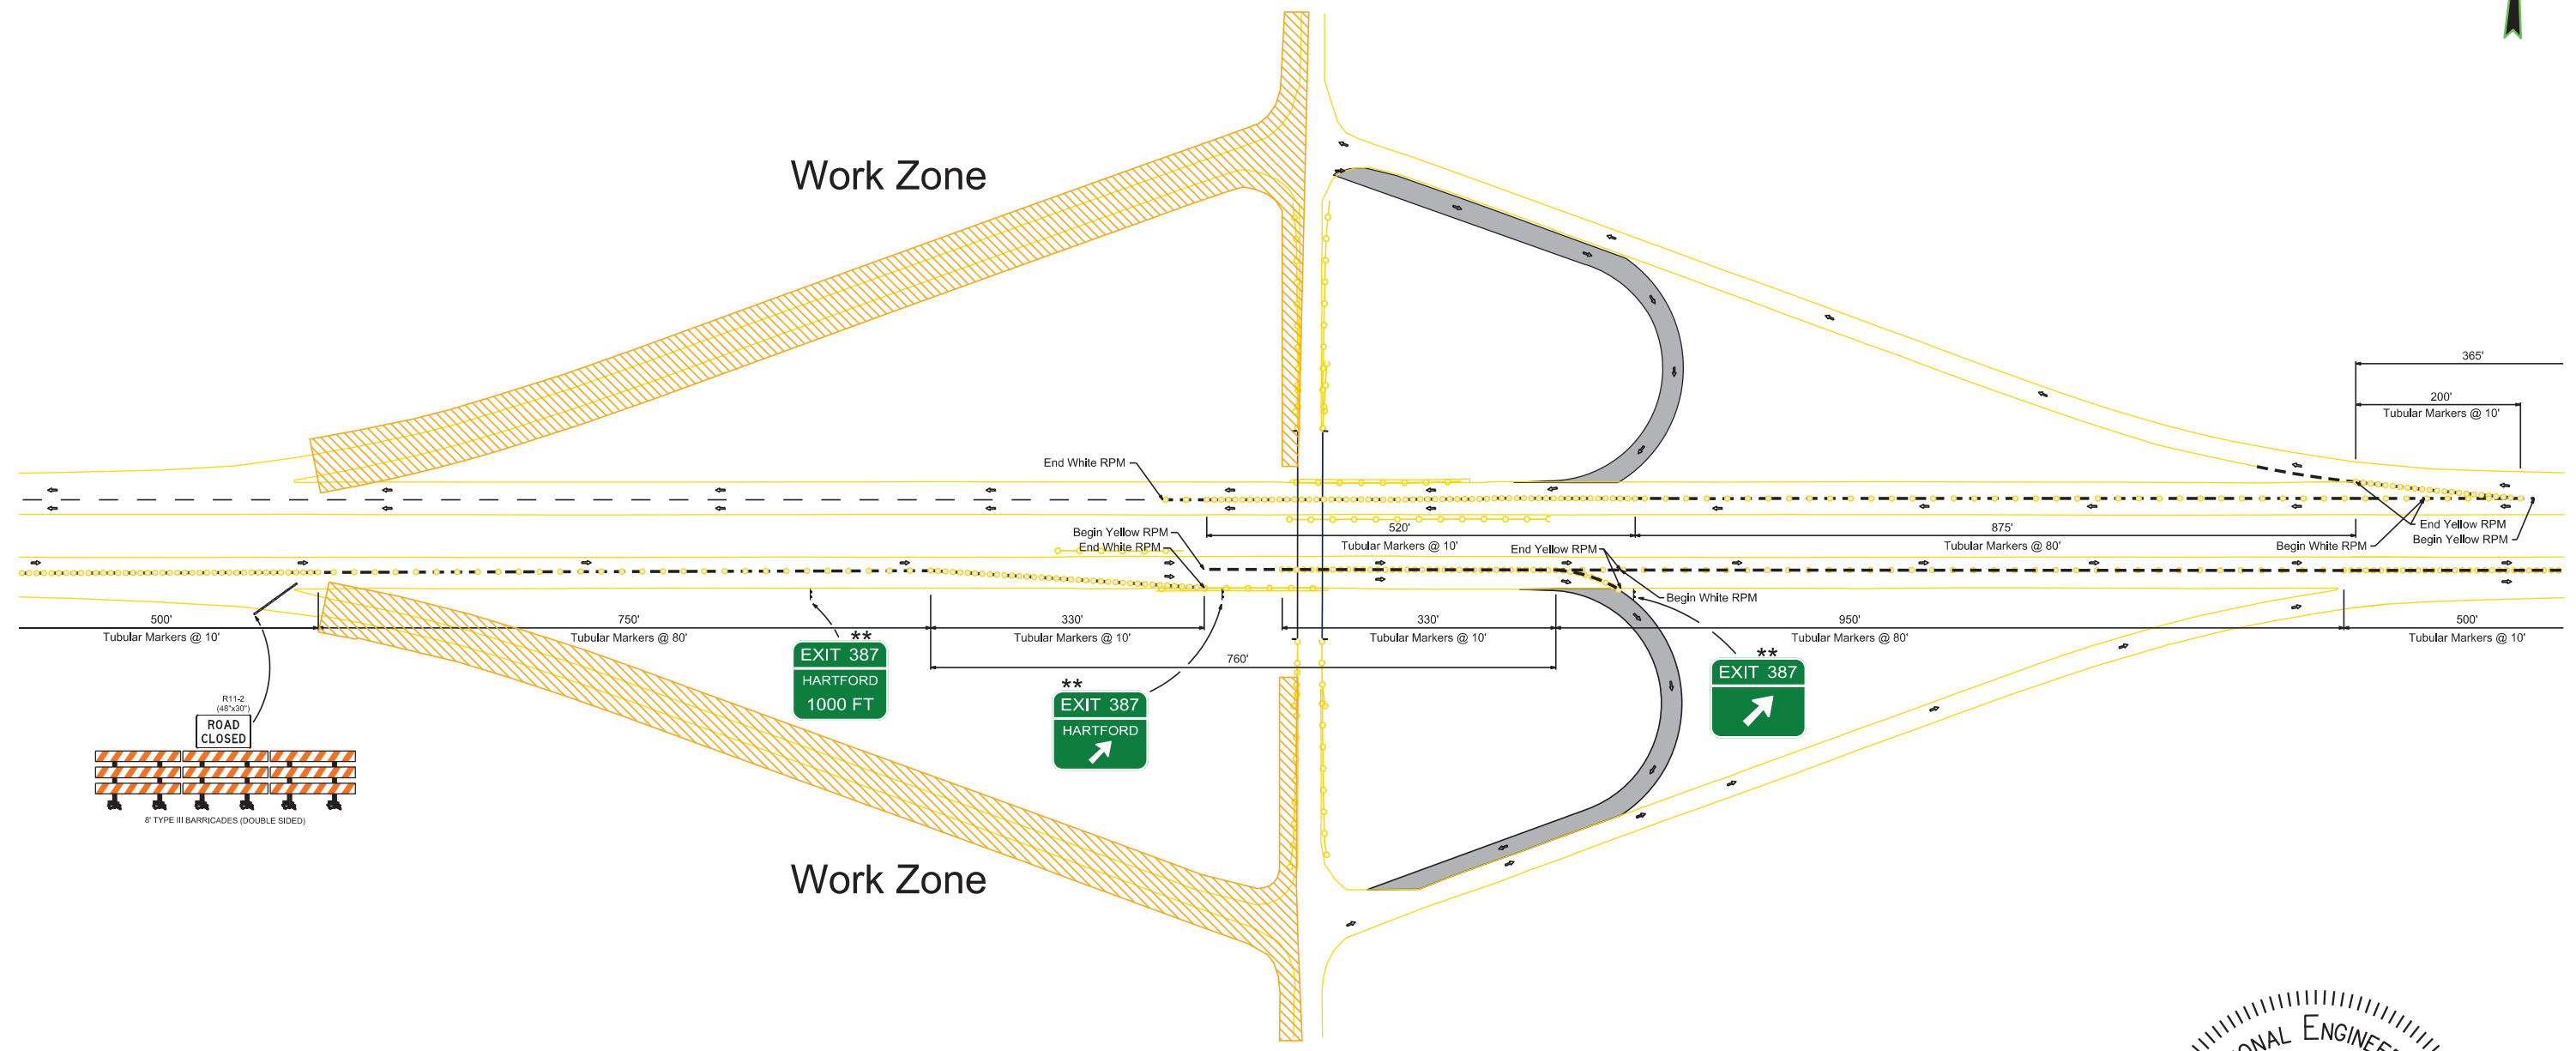 Work Zone
365'
200'
Tubular Markers @ 10'
End White RPM
Begin Yellow RPM
End White RPM
520'
Tubular Markers @ 10'
End Yellow RPM
875'
Tubular Markers @ 80'
Begin White RPM
End Yellow RPM
Begin Yellow RPM
Begin White RPM
500'
Tubular Markers @ 10'
750'
Tubular Markers @ 80'
330'
Tubular Markers @ 10'
330'
Tubular Markers @ 10'
950'
Tubular Markers @ 80'
500'
Tubular Markers @ 10'
760'
**
EXIT 387
HARTFORD
1000 FT
**
EXIT 387
HARTFORD
**
EXIT 387
R11-2
(48"x30")
ROAD
CLOSED
8' TYPE III BARRICADES (DOUBLE SIDED)
Work Zone